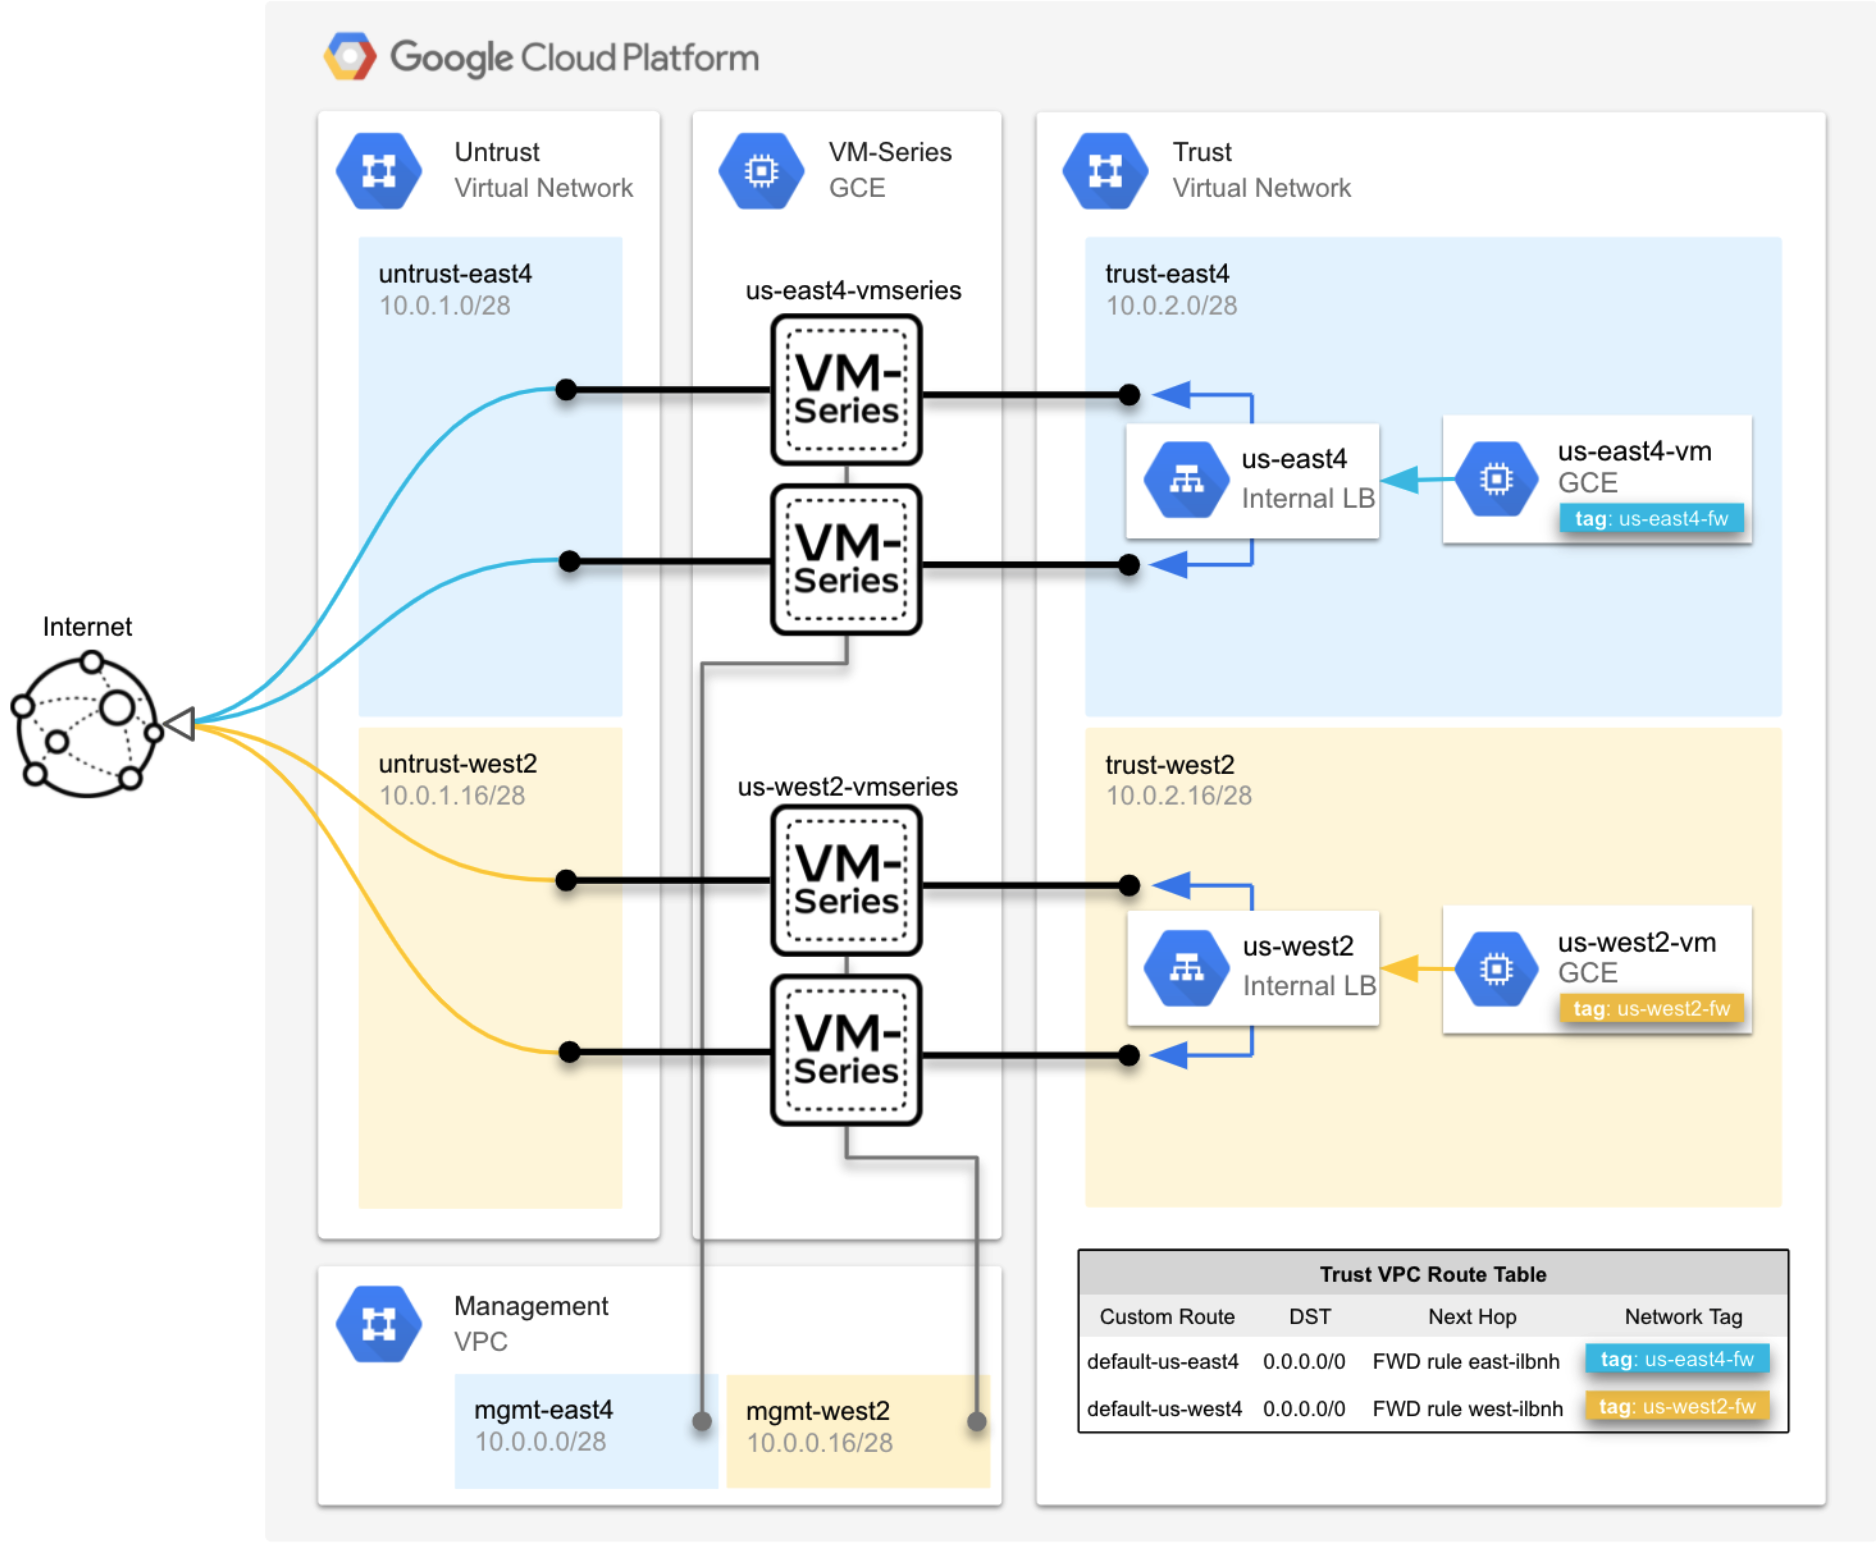 Google Cloud Platform
Untrust
Virtual Network
VM-Series
GCE
Trust
Virtual Network
untrust-east4
10.0.1.0/28
us-east4-vmseries
VM-
Series
VM-
Series
trust-east4
10.0.2.0/28
us-east4
Internal LB
us-east4-vm
GCE
tag: us-east4-fw
Internet
untrust-west2
10.0.1.16/28
us-west2-vmseries
VM-
Series
VM-
Series
trust-west2
10.0.2.16/28
us-west2
Internal LB
us-west2-vm
GCE
tag: us-west2-fw
Management
VPC
mgmt-east4
10.0.0.0/28
mgmt-west2
10.0.0.16/28
Trust VPC Route Table
Custom Route DST Next Hop Network Tag
default-us-east4 0.0.0.0/0 FWD rule east-ilbnh tag: us-east4-fw
default-us-west4 0.0.0.0/0 FWD rule west-ilbnh tag: us-west2-fw